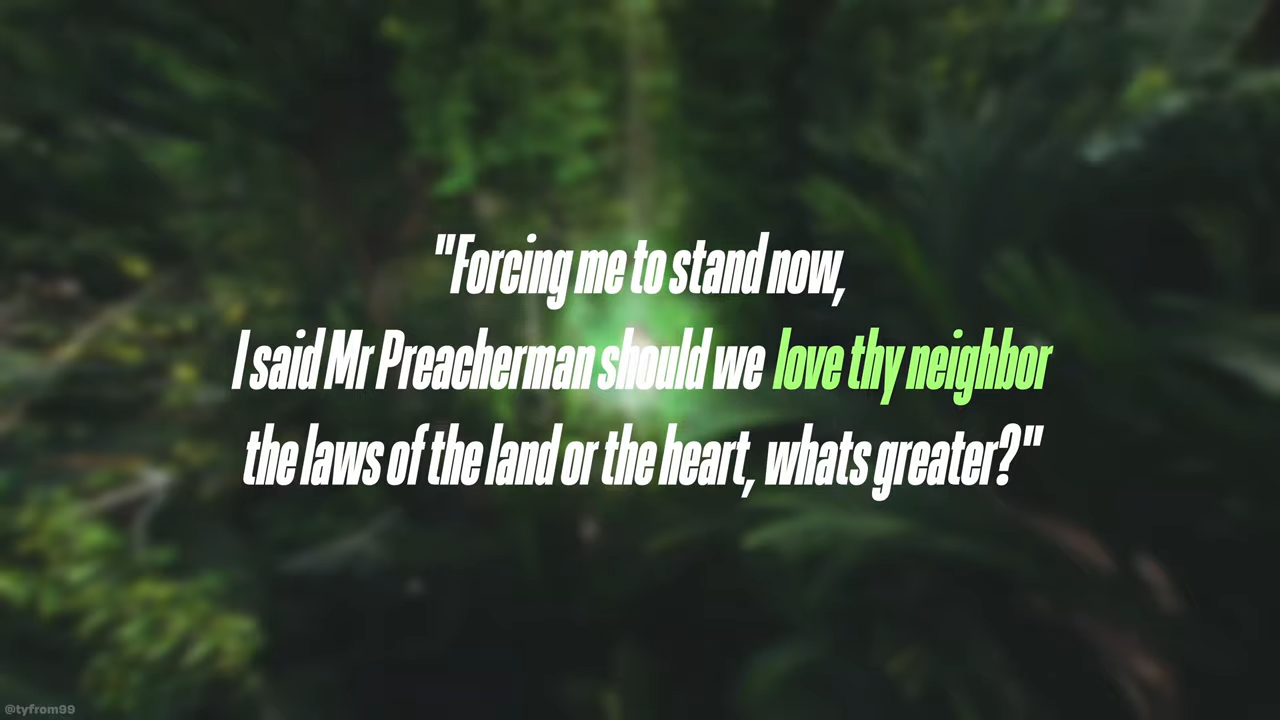 "Forcing me to stand now,
I said Mr Preacherman should we love thy neighbor
the laws of the land or the heart, whats greater?"
@tyfrom99